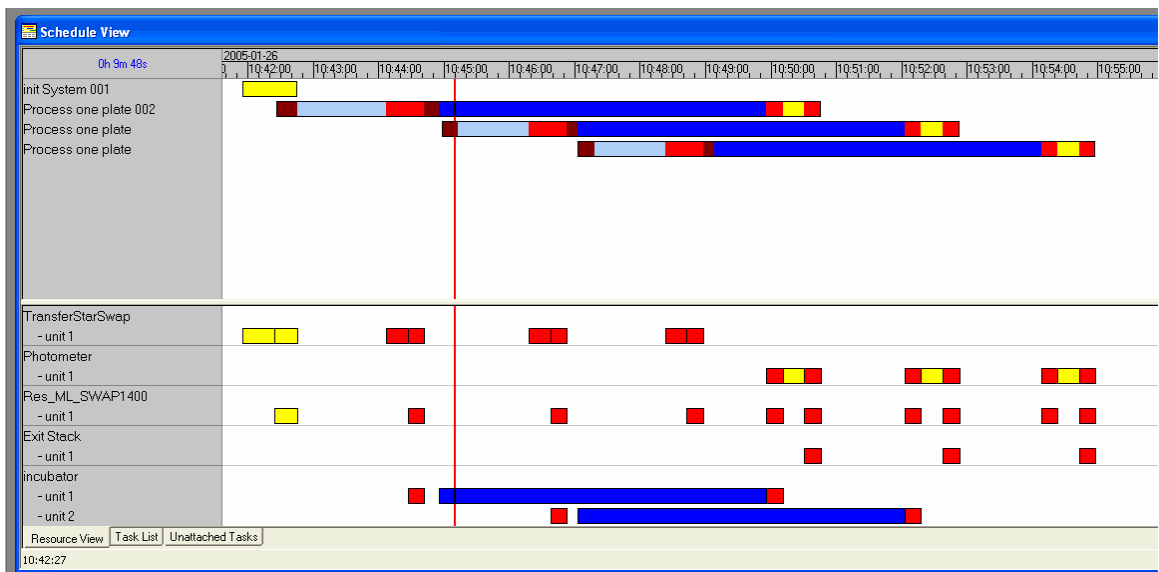 Schedule View
0h 9m 48s
2005-01-26
0 10:42:00 10:43:00 10:44:00 10:45:00 10:46:00 10:47:00 10:48:00 10:49:00 10:50:00 10:51:00 10:52:00 10:53:00 10:54:00 10:55:00
init System 001
Process one plate 002
Process one plate
Process one plate
TransferStarSwap
- unit 1
Photometer
- unit 1
Res_ML_SWAP1400
- unit 1
Exit Stack
- unit 1
incubator
- unit 1
- unit 2
Resource View Task List Unattached Tasks
10:42:27